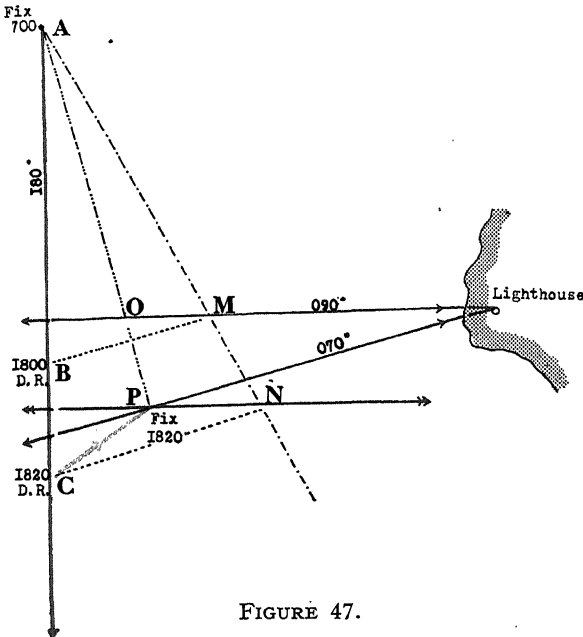 Fix
700
A
180°
O
M
090°
Lighthouse
1800
D.R.
B
070°
P
N
Fix
1820
1820
D.R.
C
FIGURE 47.